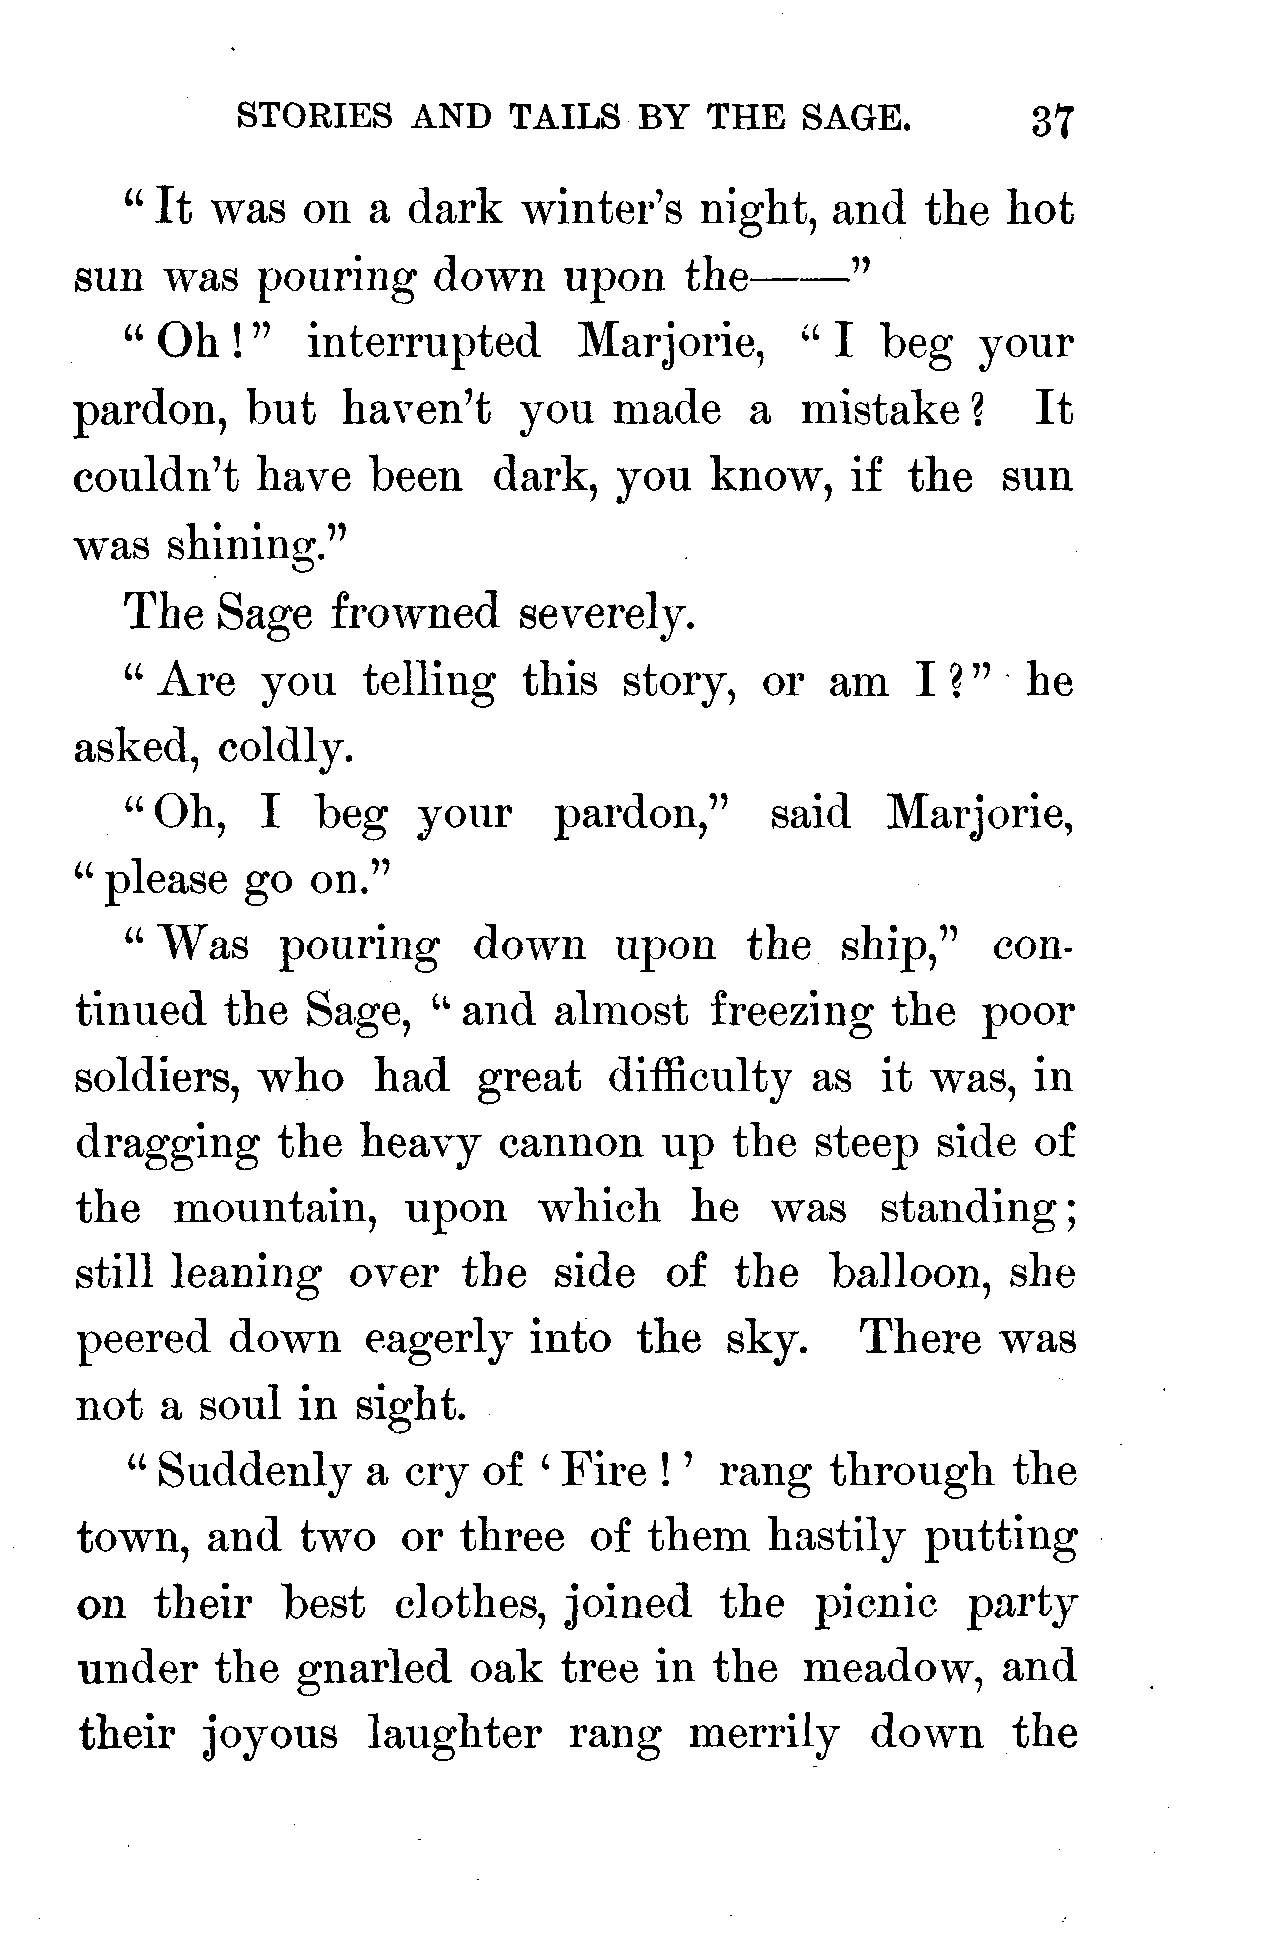 STORIES AND TAILS BY THE SAGE. 37
“ It was on a dark winter’s night, and the hot
sun was pouring down upon the——”
“ Oh ! ” interrupted Marjorie, “ I beg your
pardon, but haven’t you made a mistake ? It
couldn’t have been dark, you know, if the sun
was shining.”
The Sage frowned severely.
“ Are you telling this story, or am I ? ” he
asked, coldly.
“ Oh, I beg your pardon,” said Marjorie,
“ please go on.”
“ Was pouring down upon the ship,” con-
tinued the Sage, “ and almost freezing the poor
soldiers, who had great difficulty as it was, in
dragging the heavy cannon up the steep side of
the mountain, upon which he was standing ;
still leaning over the side of the balloon, she
peered down eagerly into the sky. There was
not a soul in sight.
“ Suddenly a cry of ‘ Fire ! ’ rang through the
town, and two or three of them hastily putting
on their best clothes, joined the picnic party
under the gnarled oak tree in the meadow, and
their joyous laughter rang merrily down the